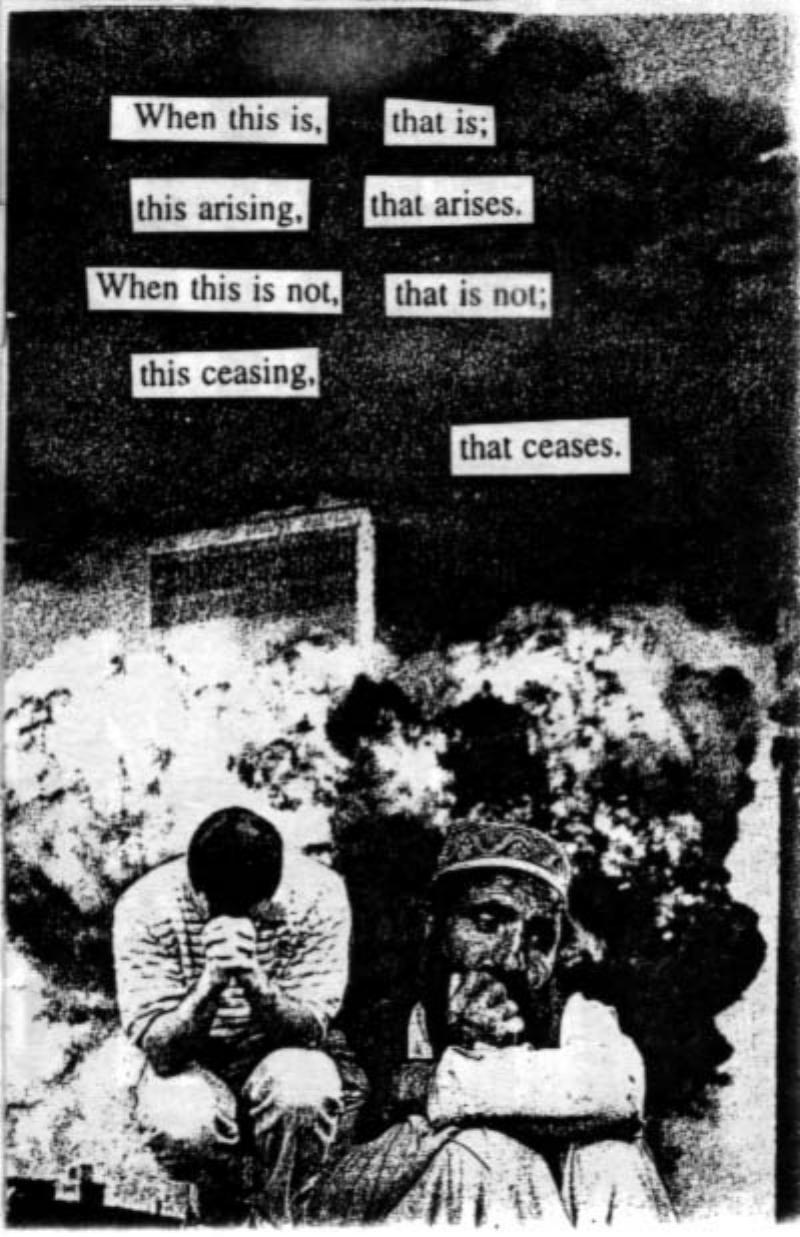 When this is, that is;
this arising, that arises.
When this is not, that is not;
this ceasing,
that ceases.